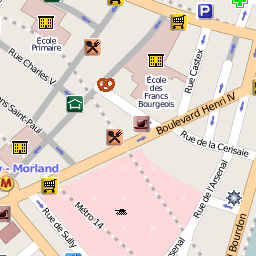 P
École
Primaire
Rue Charles V
École
des
Francs
Bourgeois
Rue Castex
Boulevard Henri IV
ns Saint-Paul
Rue de la Cerisaie
y - Morland
M
Rue de l'Arsenal
Métro 14
Rue de Sully
l Bourdon